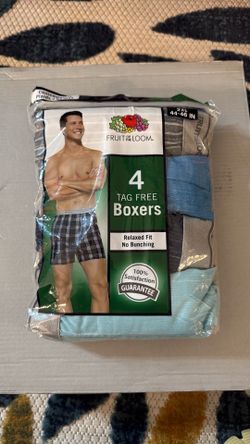 2XL
44-46 IN
FRUIT OF THE LOOM.
4
TAG FREE
Boxers
Relaxed Fit
No Bunching
100%
Satisfaction
GUARANTEE